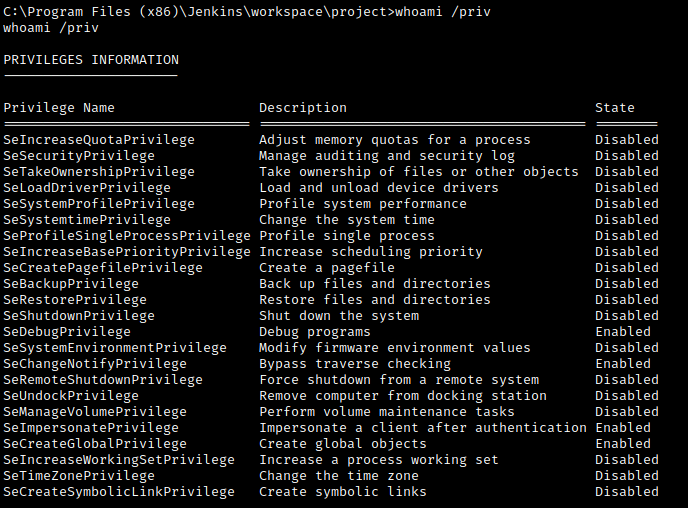 C:\Program Files (x86)\Jenkins\workspace\project>whoami /priv
whoami /priv

PRIVILEGES INFORMATION
----------------------

Privilege Name                  Description                               State
=============================== ========================================= ========
SeIncreaseQuotaPrivilege        Adjust memory quotas for a process        Disabled
SeSecurityPrivilege             Manage auditing and security log          Disabled
SeTakeOwnershipPrivilege        Take ownership of files or other objects  Disabled
SeLoadDriverPrivilege           Load and unload device drivers            Disabled
SeSystemProfilePrivilege        Profile system performance                Disabled
SeSystemtimePrivilege           Change the system time                    Disabled
SeProfileSingleProcessPrivilege Profile single process                    Disabled
SeIncreaseBasePriorityPrivilege Increase scheduling priority              Disabled
SeCreatePagefilePrivilege       Create a pagefile                         Disabled
SeBackupPrivilege               Back up files and directories             Disabled
SeRestorePrivilege              Restore files and directories             Disabled
SeShutdownPrivilege             Shut down the system                      Disabled
SeDebugPrivilege                Debug programs                            Enabled
SeSystemEnvironmentPrivilege    Modify firmware environment values        Disabled
SeChangeNotifyPrivilege         Bypass traverse checking                  Enabled
SeRemoteShutdownPrivilege       Force shutdown from a remote system       Disabled
SeUndockPrivilege               Remove computer from docking station      Disabled
SeManageVolumePrivilege         Perform volume maintenance tasks          Disabled
SeImpersonatePrivilege          Impersonate a client after authentication Enabled
SeCreateGlobalPrivilege         Create global objects                     Enabled
SeIncreaseWorkingSetPrivilege   Increase a process working set            Disabled
SeTimeZonePrivilege             Change the time zone                      Disabled
SeCreateSymbolicLinkPrivilege   Create symbolic links                     Disabled